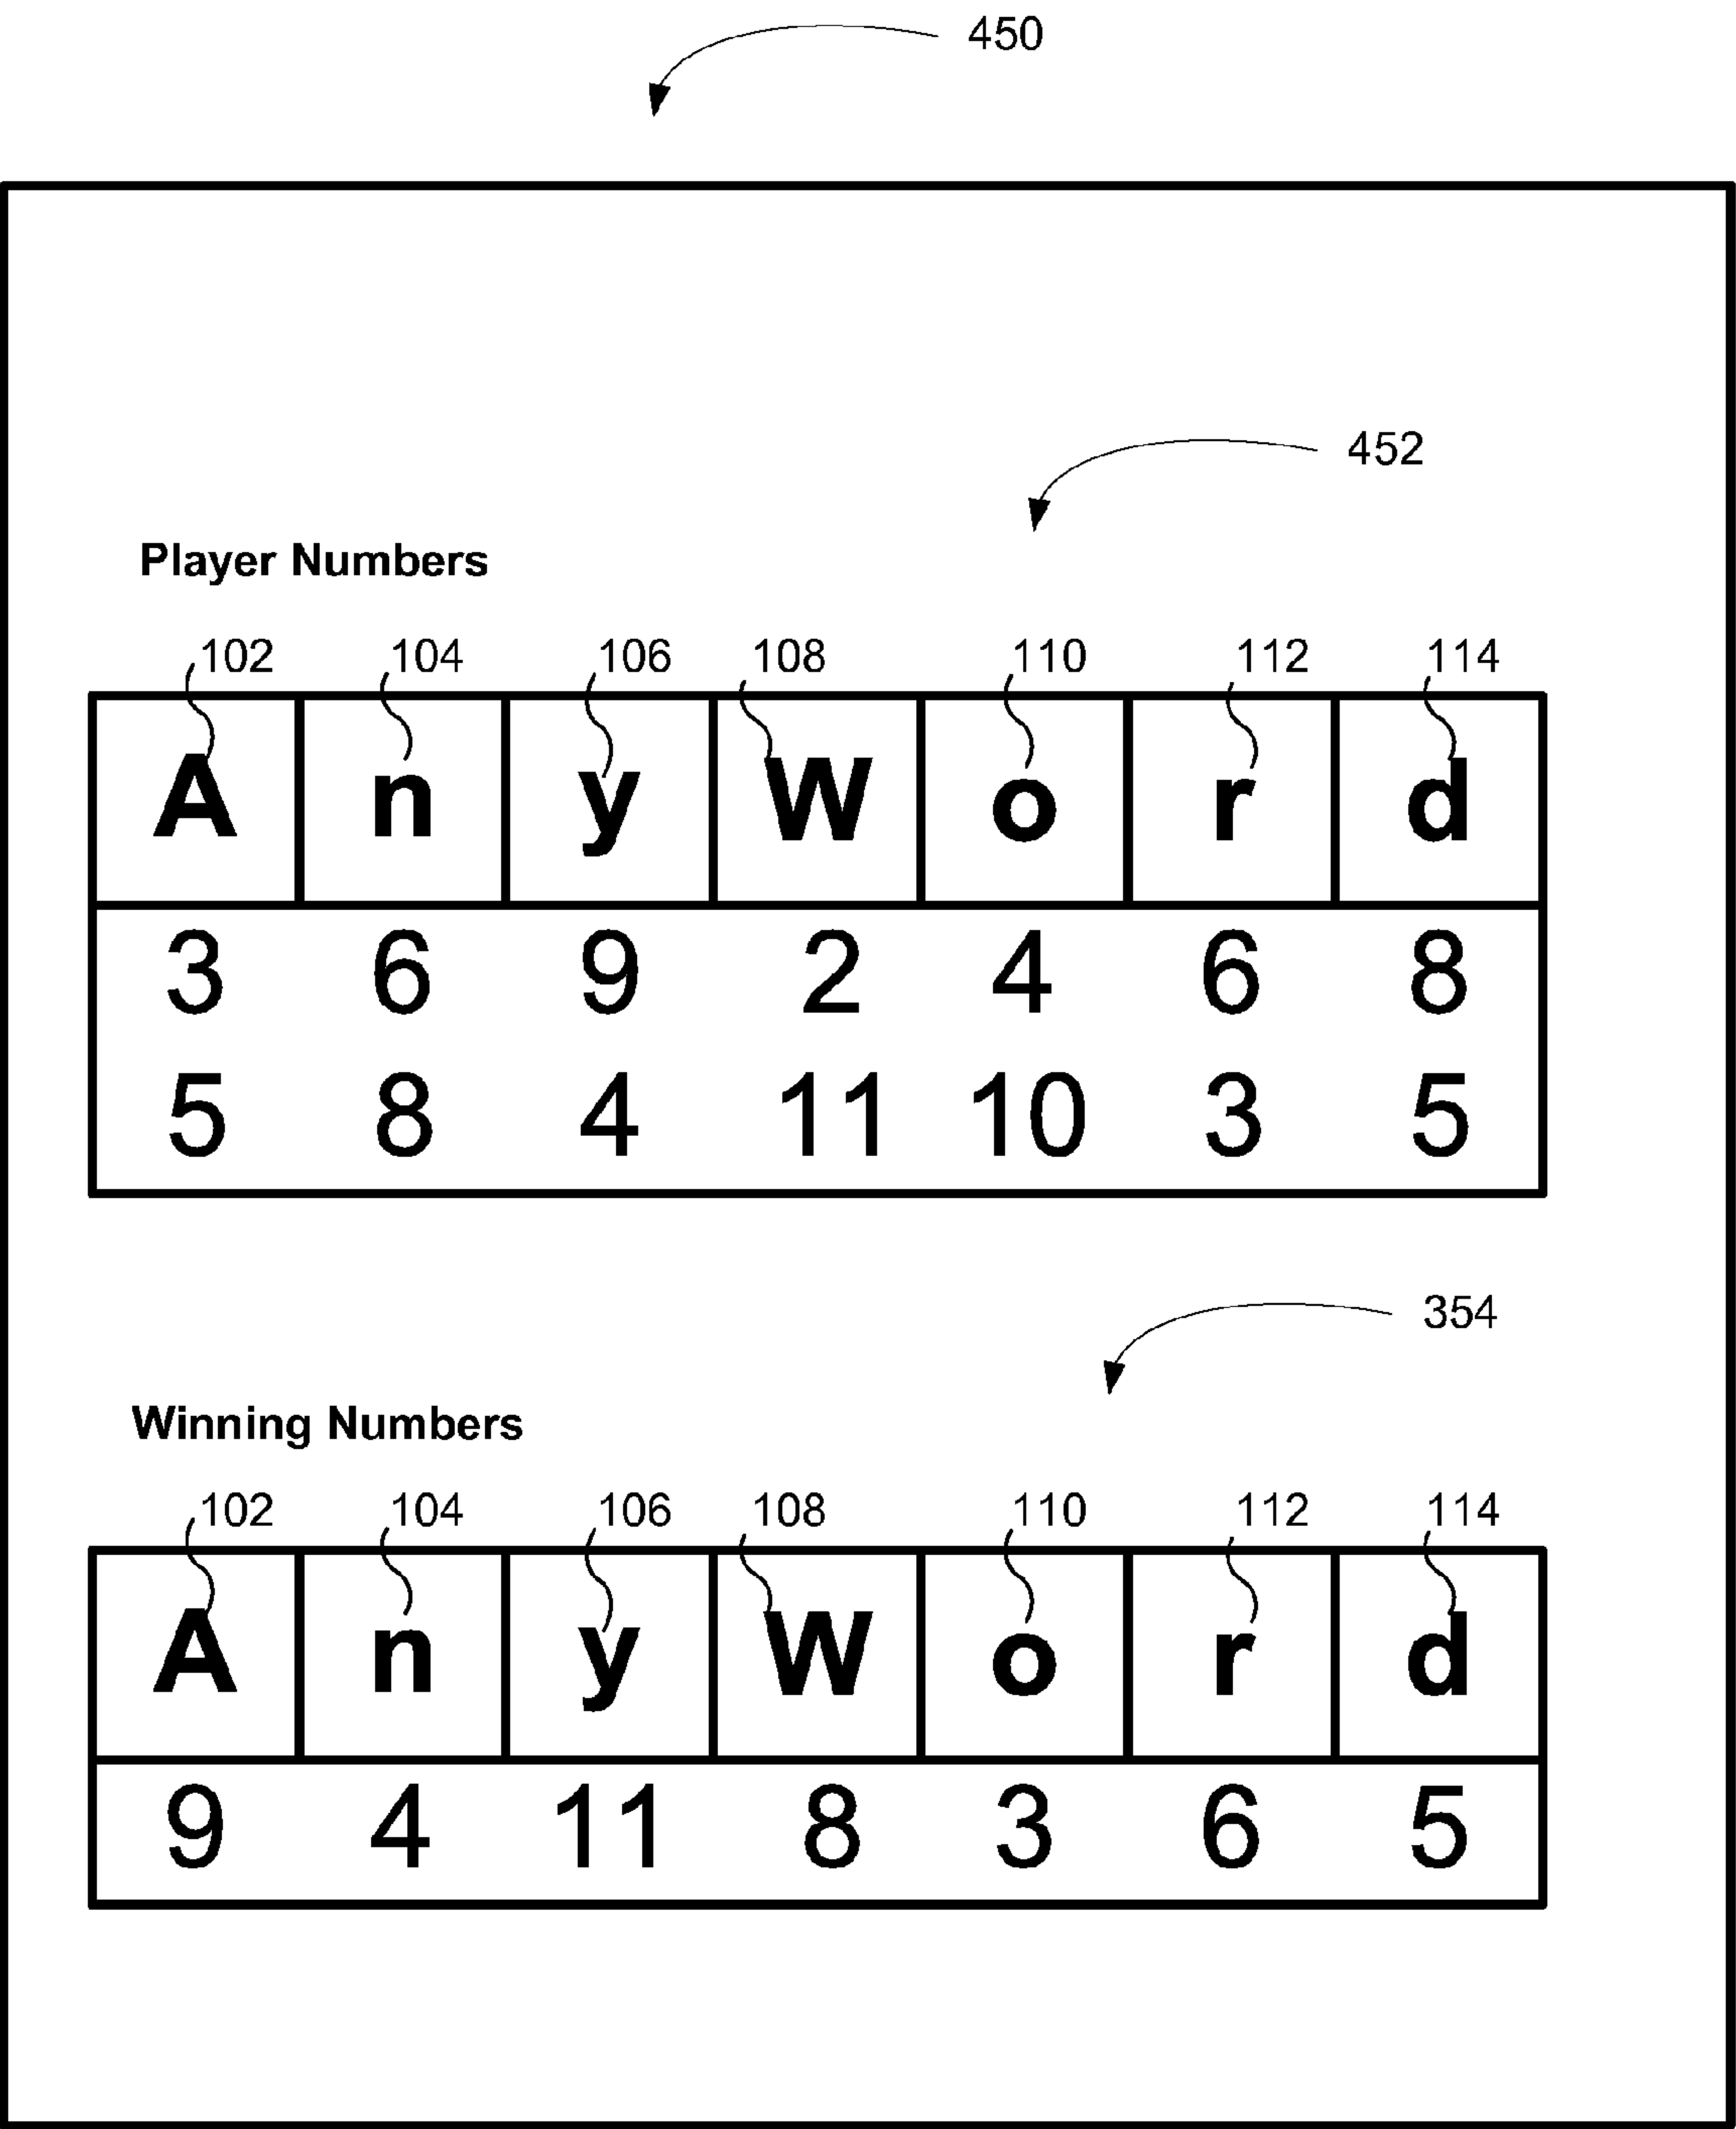 450
452
Player Numbers
102 104 106 108 110 112 114
A n y W o r d
3 6 9 2 4 6 8
5 8 4 11 10 3 5
354
Winning Numbers
102 104 106 108 110 112 114
A n y W o r d
9 4 11 8 3 6 5